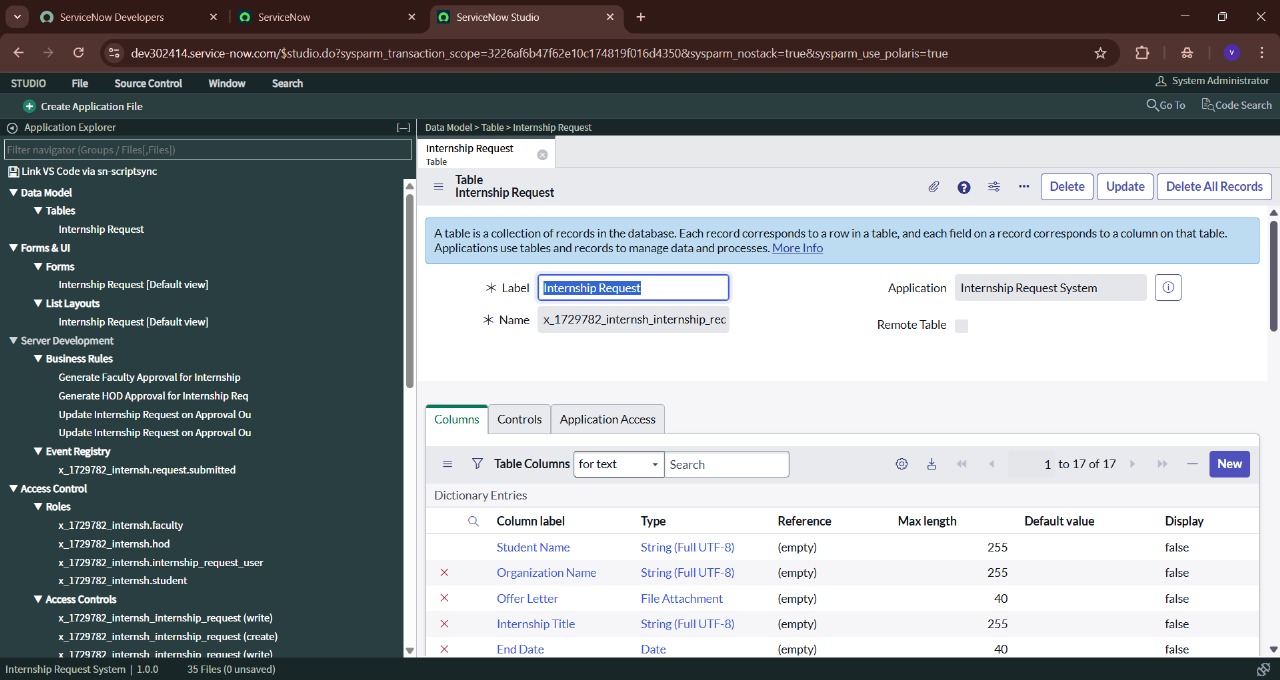 ServiceNow Developers
ServiceNow
ServiceNow Studio
dev302414.service-now.com/$studio.do?sysparm_transaction_scope=3226af6b47f62e10c174819f016d4350&sysparm_nostack=true&sysparm_use_polaris=true
V
STUDIO File Source Control Window Search
System Administrator
Create Application File
Go To Code Search
Application Explorer
Filter navigator (Groups / Files[,Files])
Link VS Code via sn-scriptsync
Data Model
Tables
Internship Request
Forms & UI
Forms
Internship Request [Default view]
List Layouts
Internship Request [Default view]
Server Development
Business Rules
Generate Faculty Approval for Internship
Generate HOD Approval for Internship Req
Update Internship Request on Approval Ou
Update Internship Request on Approval Ou
Event Registry
x_1729782_internsh.request.submitted
Access Control
Roles
x_1729782_internsh.faculty
x_1729782_internsh.hod
x_1729782_internsh.internship_request_user
x_1729782_internsh.student
Access Controls
x_1729782_internsh_internship_request (write)
x_1729782_internsh_internship_request (create)
x_1729782_internsh_internship_request (write)
Data Model > Table > Internship Request
Internship Request
Table
Table
Internship Request
Delete Update Delete All Records
A table is a collection of records in the database. Each record corresponds to a row in a table, and each field on a record corresponds to a column on that table.
Applications use tables and records to manage data and processes. More Info
Label Internship Request
Application Internship Request System
Name x_1729782_internsh_internship_rec
Remote Table
Columns Controls Application Access
Table Columns for text Search
1 to 17 of 17
New
Dictionary Entries
Column label Type Reference Max length Default value Display
Student Name String (Full UTF-8) (empty) 255 false
Organization Name String (Full UTF-8) (empty) 255 false
Offer Letter File Attachment (empty) 40 false
Internship Title String (Full UTF-8) (empty) 255 false
End Date Date (empty) 40 false
Internship Request System | 1.0.0 35 Files (0 unsaved)